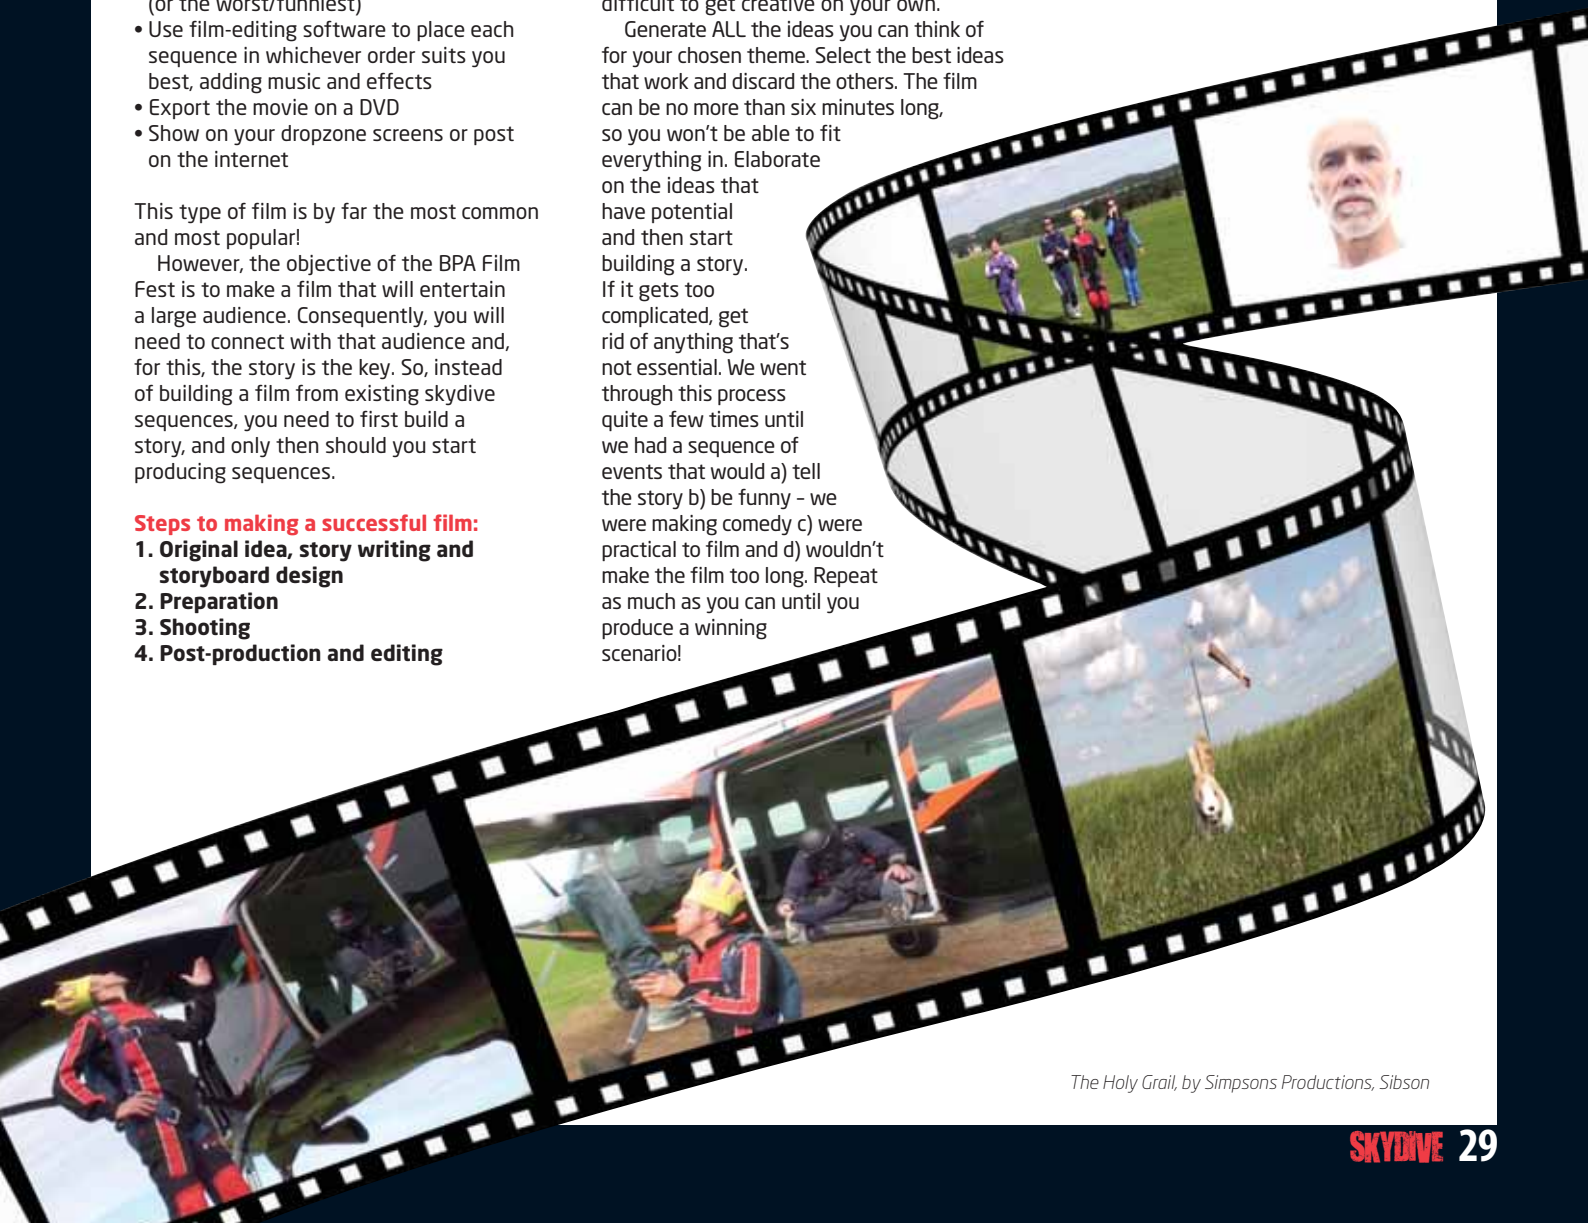 (or the worst/funniest)
• Use film-editing software to place each
sequence in whichever order suits you
best, adding music and effects
• Export the movie on a DVD
• Show on your dropzone screens or post
on the internet
This type of film is by far the most common
and most popular!
However, the objective of the BPA Film
Fest is to make a film that will entertain
a large audience. Consequently, you will
need to connect with that audience and,
for this, the story is the key. So, instead
of building a film from existing skydive
sequences, you need to first build a
story, and only then should you start
producing sequences.
Steps to making a successful film:
1. Original idea, story writing and
storyboard design
2. Preparation
3. Shooting
4. Post-production and editing
difficult to get creative on your own.
Generate ALL the ideas you can think of
for your chosen theme. Select the best ideas
that work and discard the others. The film
can be no more than six minutes long,
so you won't be able to fit
everything in. Elaborate
on the ideas that
have potential
and then start
building a story.
If it gets too
complicated, get
rid of anything that's
not essential. We went
through this process
quite a few times until
we had a sequence of
events that would a) tell
the story b) be funny – we
were making comedy c) were
practical to film and d) wouldn't
make the film too long. Repeat
as much as you can until you
produce a winning
scenario!
The Holy Grail, by Simpsons Productions, Sibson
SKYDIVE 29